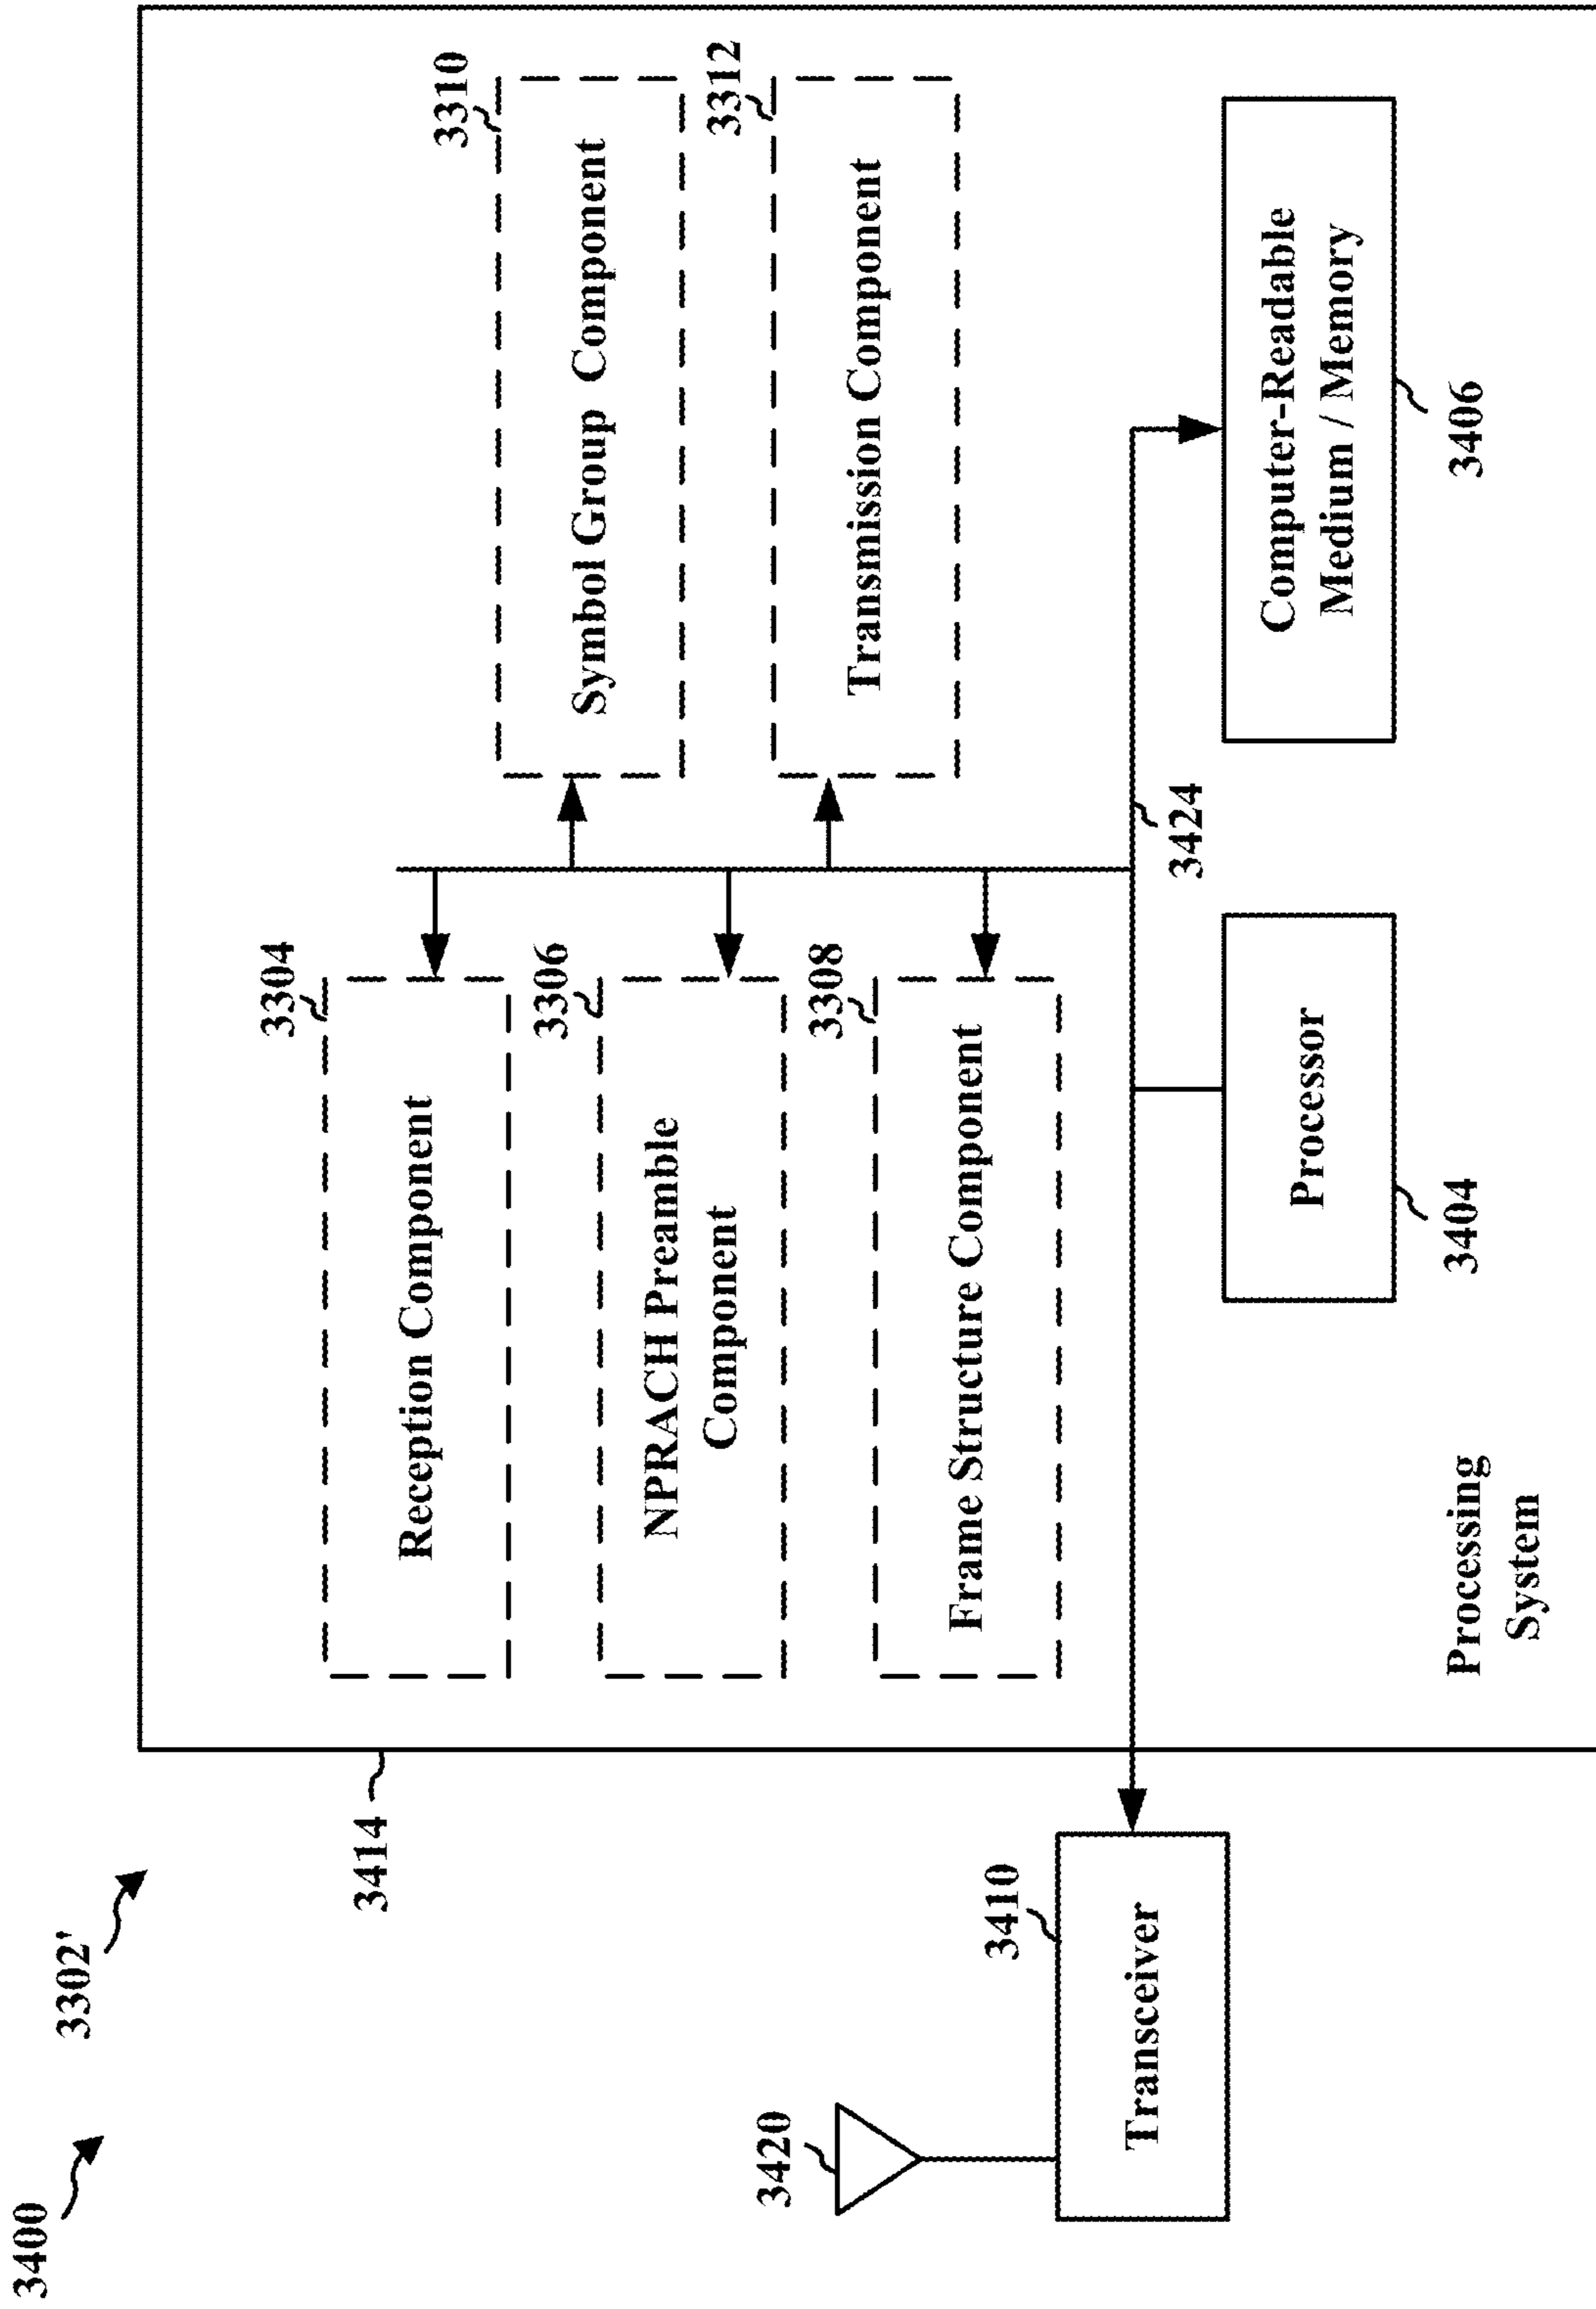 3400
3302'
3414
3304
Reception Component
3310
Symbol Group Component
3306
NPRACH Preamble
Component
3312
Transmission Component
3308
Frame Structure Component
3420
3410
Transceiver
3424
Processor
3404
Computer-Readable
Medium / Memory
3406
Processing
System